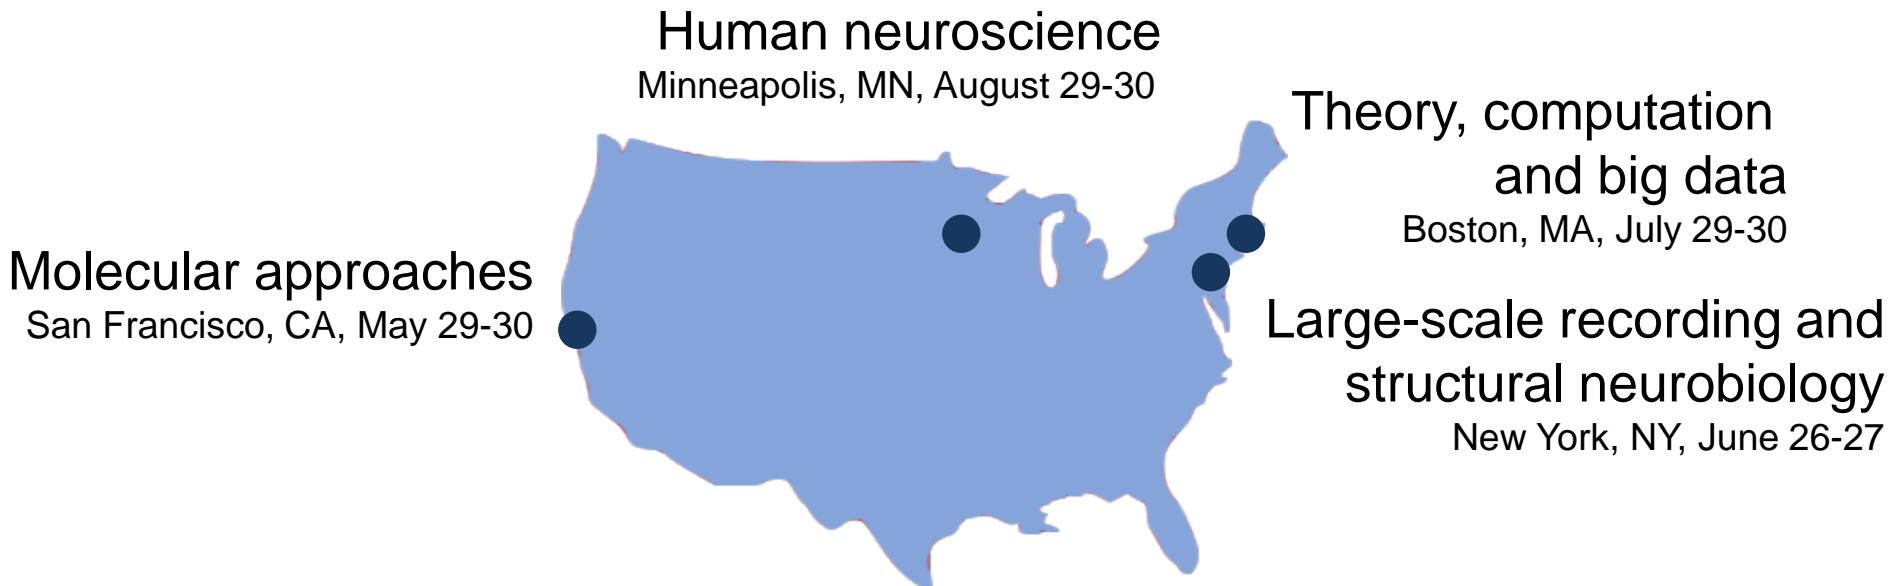 Human neuroscience
Minneapolis, MN, August 29-30
Theory, computation
and big data
Boston, MA, July 29-30
Molecular approaches
San Francisco, CA, May 29-30
Large-scale recording and
structural neurobiology
New York, NY, June 26-27